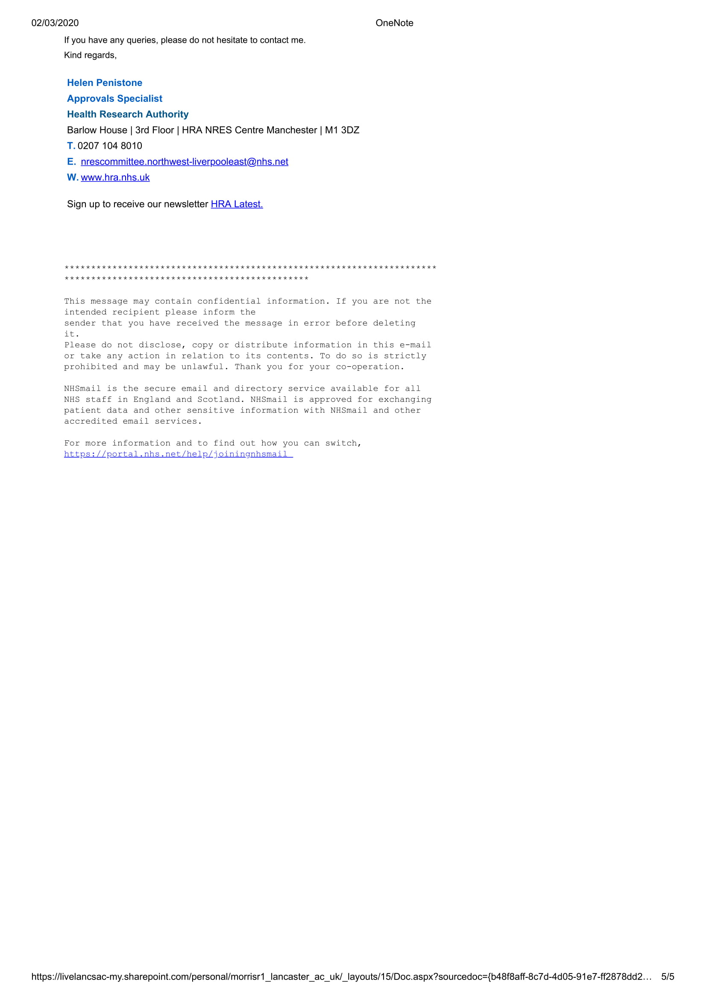 02/03/2020 OneNote
If you have any queries, please do not hesitate to contact me.
Kind regards,
Helen Penistone
Approvals Specialist
Health Research Authority
Barlow House | 3rd Floor | HRA NRES Centre Manchester | M1 3DZ
T. 0207 104 8010
E. nrescommittee.northwest-liverpooleast@nhs.net
W. www.hra.nhs.uk
Sign up to receive our newsletter HRA Latest.
**********************************************************************
**********************************************
This message may contain confidential information. If you are not the
intended recipient please inform the
sender that you have received the message in error before deleting
it.
Please do not disclose, copy or distribute information in this e-mail
or take any action in relation to its contents. To do so is strictly
prohibited and may be unlawful. Thank you for your co-operation.
NHSmail is the secure email and directory service available for all
NHS staff in England and Scotland. NHSmail is approved for exchanging
patient data and other sensitive information with NHSmail and other
accredited email services.
For more information and to find out how you can switch,
https://portal.nhs.net/help/joiningnhsmail
https://livelancsac-my.sharepoint.com/personal/morrisr1_lancaster_ac_uk/_layouts/15/Doc.aspx?sourcedoc={b48f8aff-8c7d-4d05-91e7-ff2878dd2… 5/5